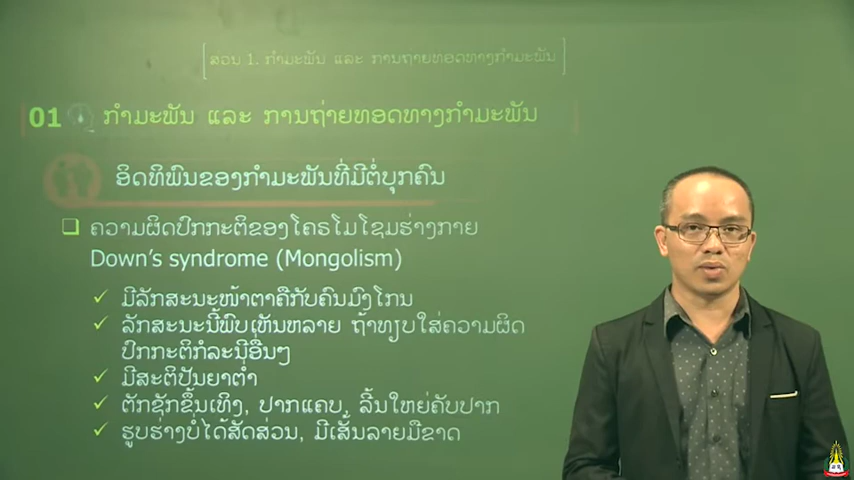 ສ່ວນ 1. ກຳມະພັນ ແລະ ການຖ່າຍທອດທາງກຳມະພັນ
01 ກຳມະພັນ ແລະ ການຖ່າຍທອດທາງກຳມະພັນ
ອິດທິພົນຂອງກຳມະພັນທີ່ມີຕໍ່ບຸກຄົນ
ຄວາມຜິດປົກກະຕິຂອງໂຄຣໂມໂຊມຮ່າງກາຍ
Down's syndrome (Mongolism)
ມີລັກສະນະໜ້າຕາຄືກັບຄົນມົງໂກນ
ລັກສະນະນີ້ພົບເຫັນຫລາຍ ຖ້າທຽບໃສ່ຄວາມຜິດ
ປົກກະຕິກໍລະນີອື່ນໆ
ມີສະຕິປັນຍາຕ່ຳ
ຕັກຊັກຂຶ້ນເທິງ, ປາກແຄບ, ລີ້ນໃຫຍ່ຄັບປາກ
ຮູບຮ່າງບໍ່ໄດ້ສັດສ່ວນ, ມີເສັ້ນລາຍມືຂາດ